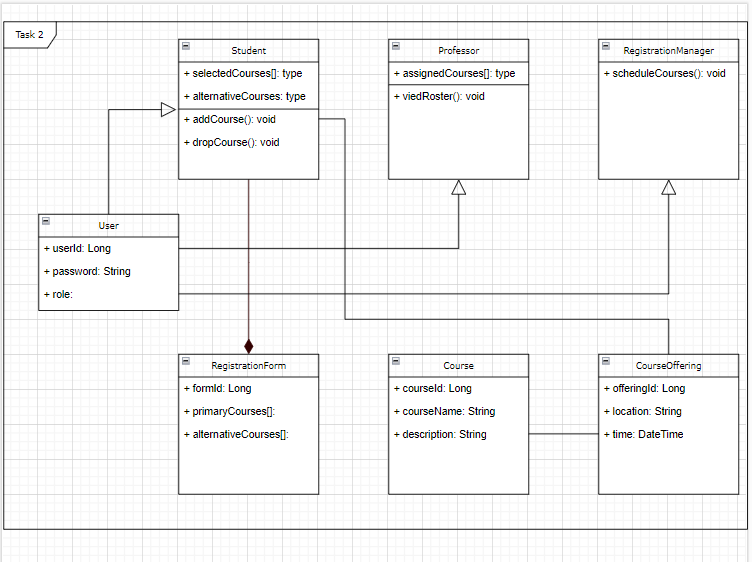 Task 2
Student
+ selectedCourses[]: type
+ alternativeCourses: type
+ addCourse(): void
+ dropCourse(): void
Professor
+ assignedCourses[]: type
+ viedRoster(): void
RegistrationManager
+ scheduleCourses(): void
User
+ userId: Long
+ password: String
+ role:
RegistrationForm
+ formId: Long
+ primaryCourses[]:
+ alternativeCourses[]:
Course
+ courseId: Long
+ courseName: String
+ description: String
CourseOffering
+ offeringId: Long
+ location: String
+ time: DateTime